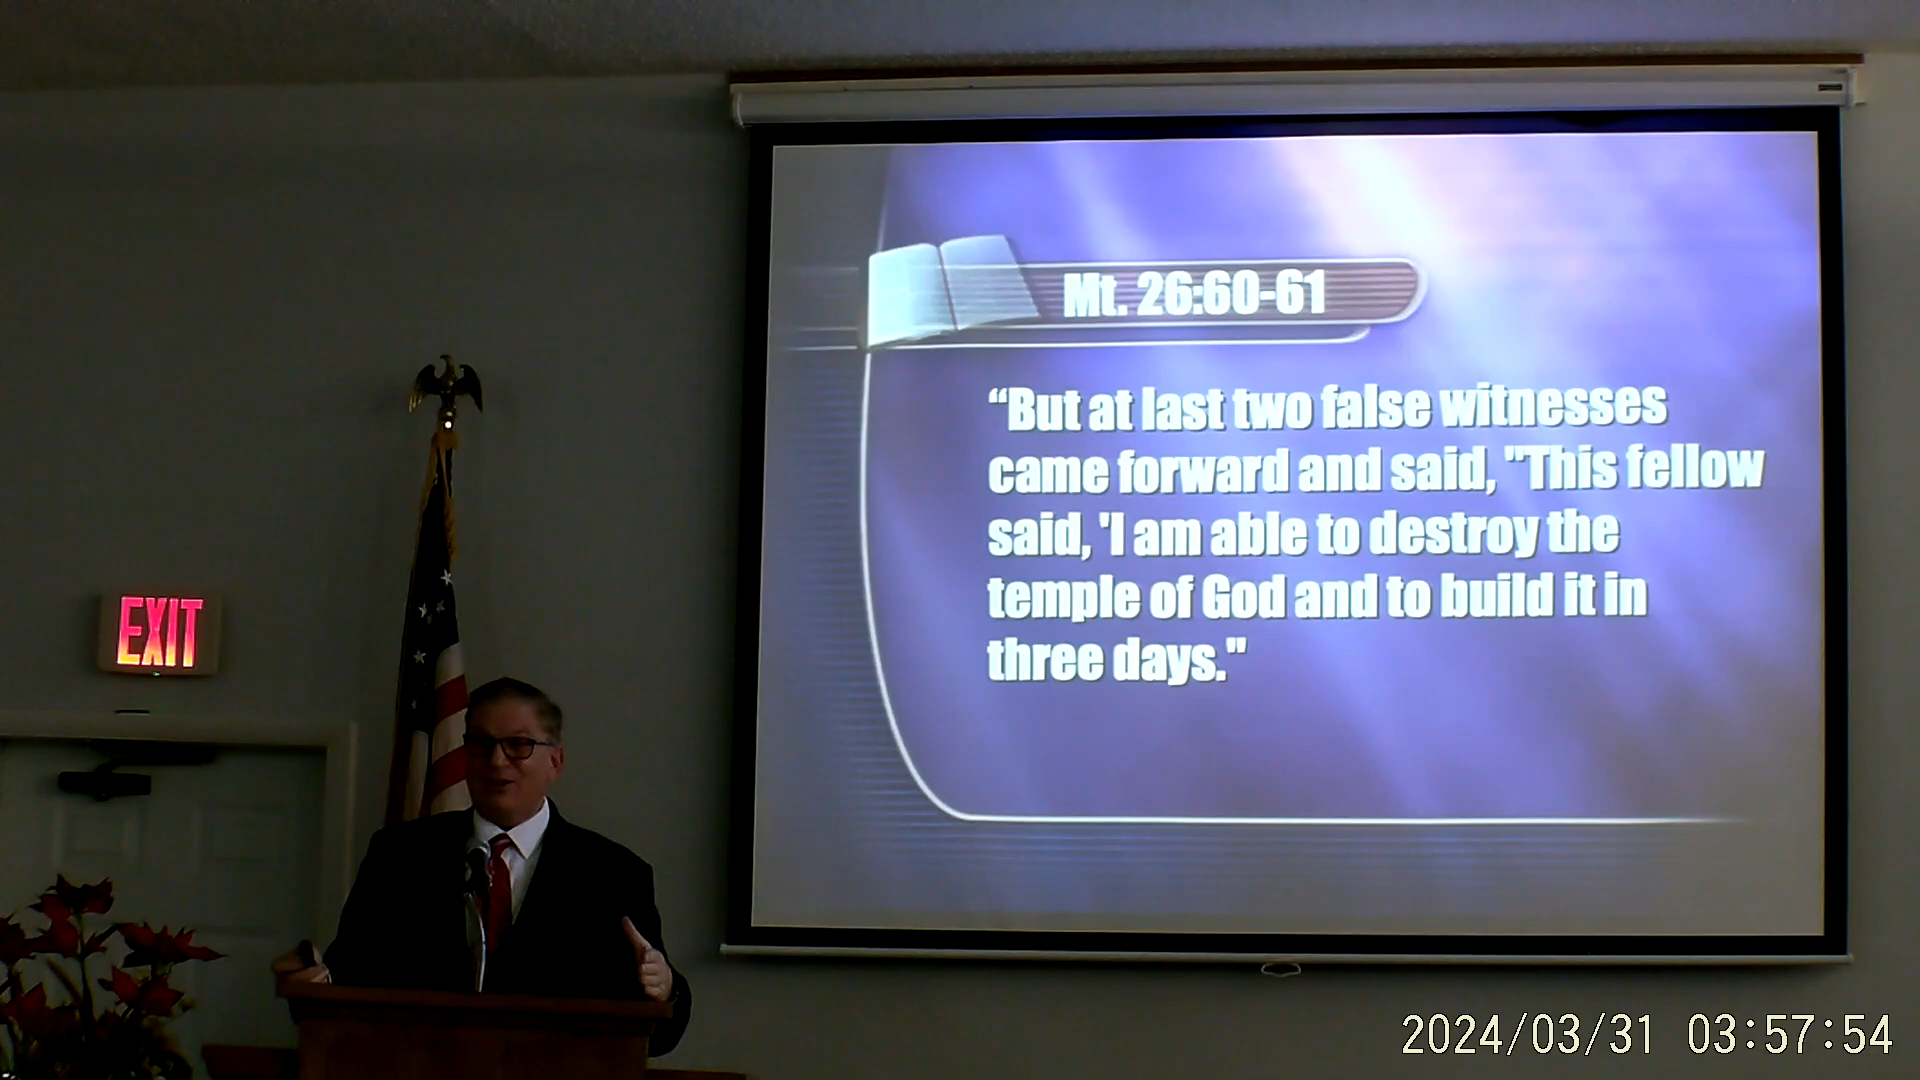 Mt. 26:60-61
“But at last two false witnesses
came forward and said, "This fellow
said, 'I am able to destroy the
temple of God and to build it in
three days."
EXIT
2024/03/31 03:57:54